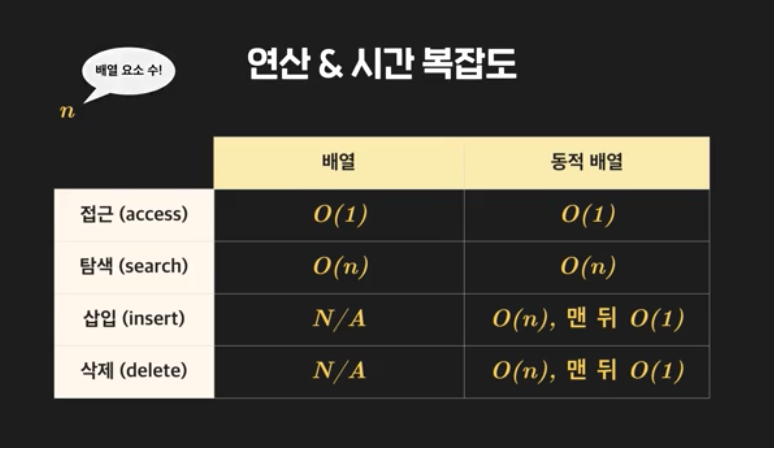 배열 요소 수!
n
연산 & 시간 복잡도
배열 동적 배열
접근 (access) O(1) O(1)
탐색 (search) O(n) O(n)
삽입 (insert) N/A O(n), 맨 뒤 O(1)
삭제 (delete) N/A O(n), 맨 뒤 O(1)